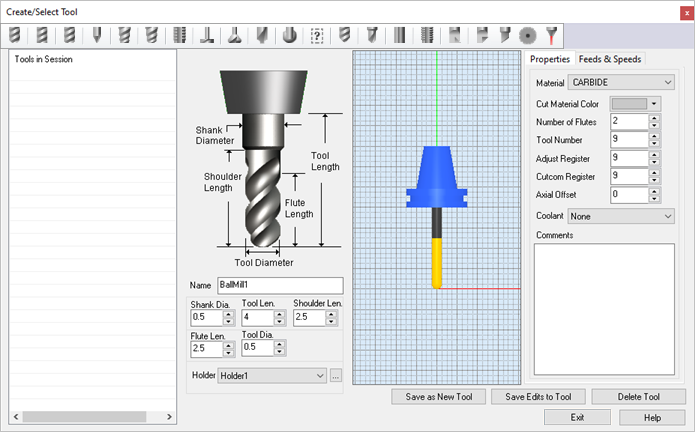 Create/Select Tool
x
?
Tools in Session
Shank
Diameter
Tool
Length
Shoulder
Length
Flute
Length
Tool Diameter
Name BallMill1
Shank Dia. Tool Len. Shoulder Len.
0.5 4 2.5
Flute Len. Tool Dia.
2.5 0.5
Holder Holder1 ...
Properties Feeds & Speeds
Material CARBIDE
Cut Material Color
Number of Flutes 2
Tool Number 9
Adjust Register 9
Cutcom Register 9
Axial Offset 0
Coolant None
Comments
Save as New Tool Save Edits to Tool Delete Tool
Exit Help